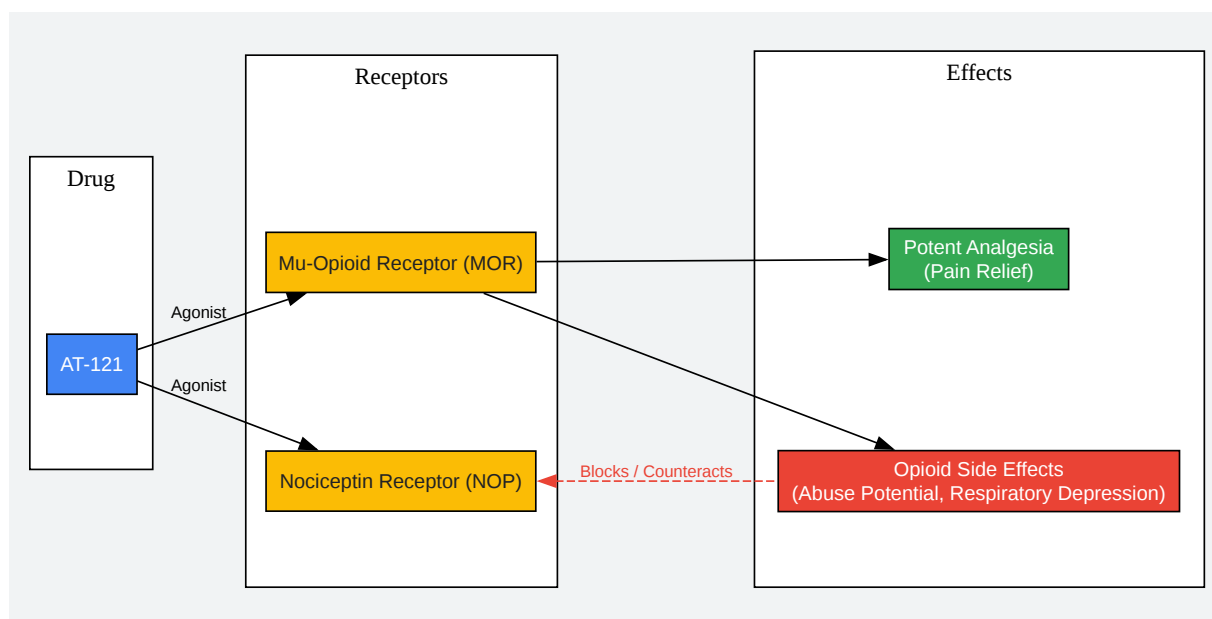 Drug
AT-121
Agonist
Agonist
Receptors
Mu-Opioid Receptor (MOR)
Nociceptin Receptor (NOP)
Blocks / Counteracts
Effects
Potent Analgesia
(Pain Relief)
Opioid Side Effects
(Abuse Potential, Respiratory Depression)